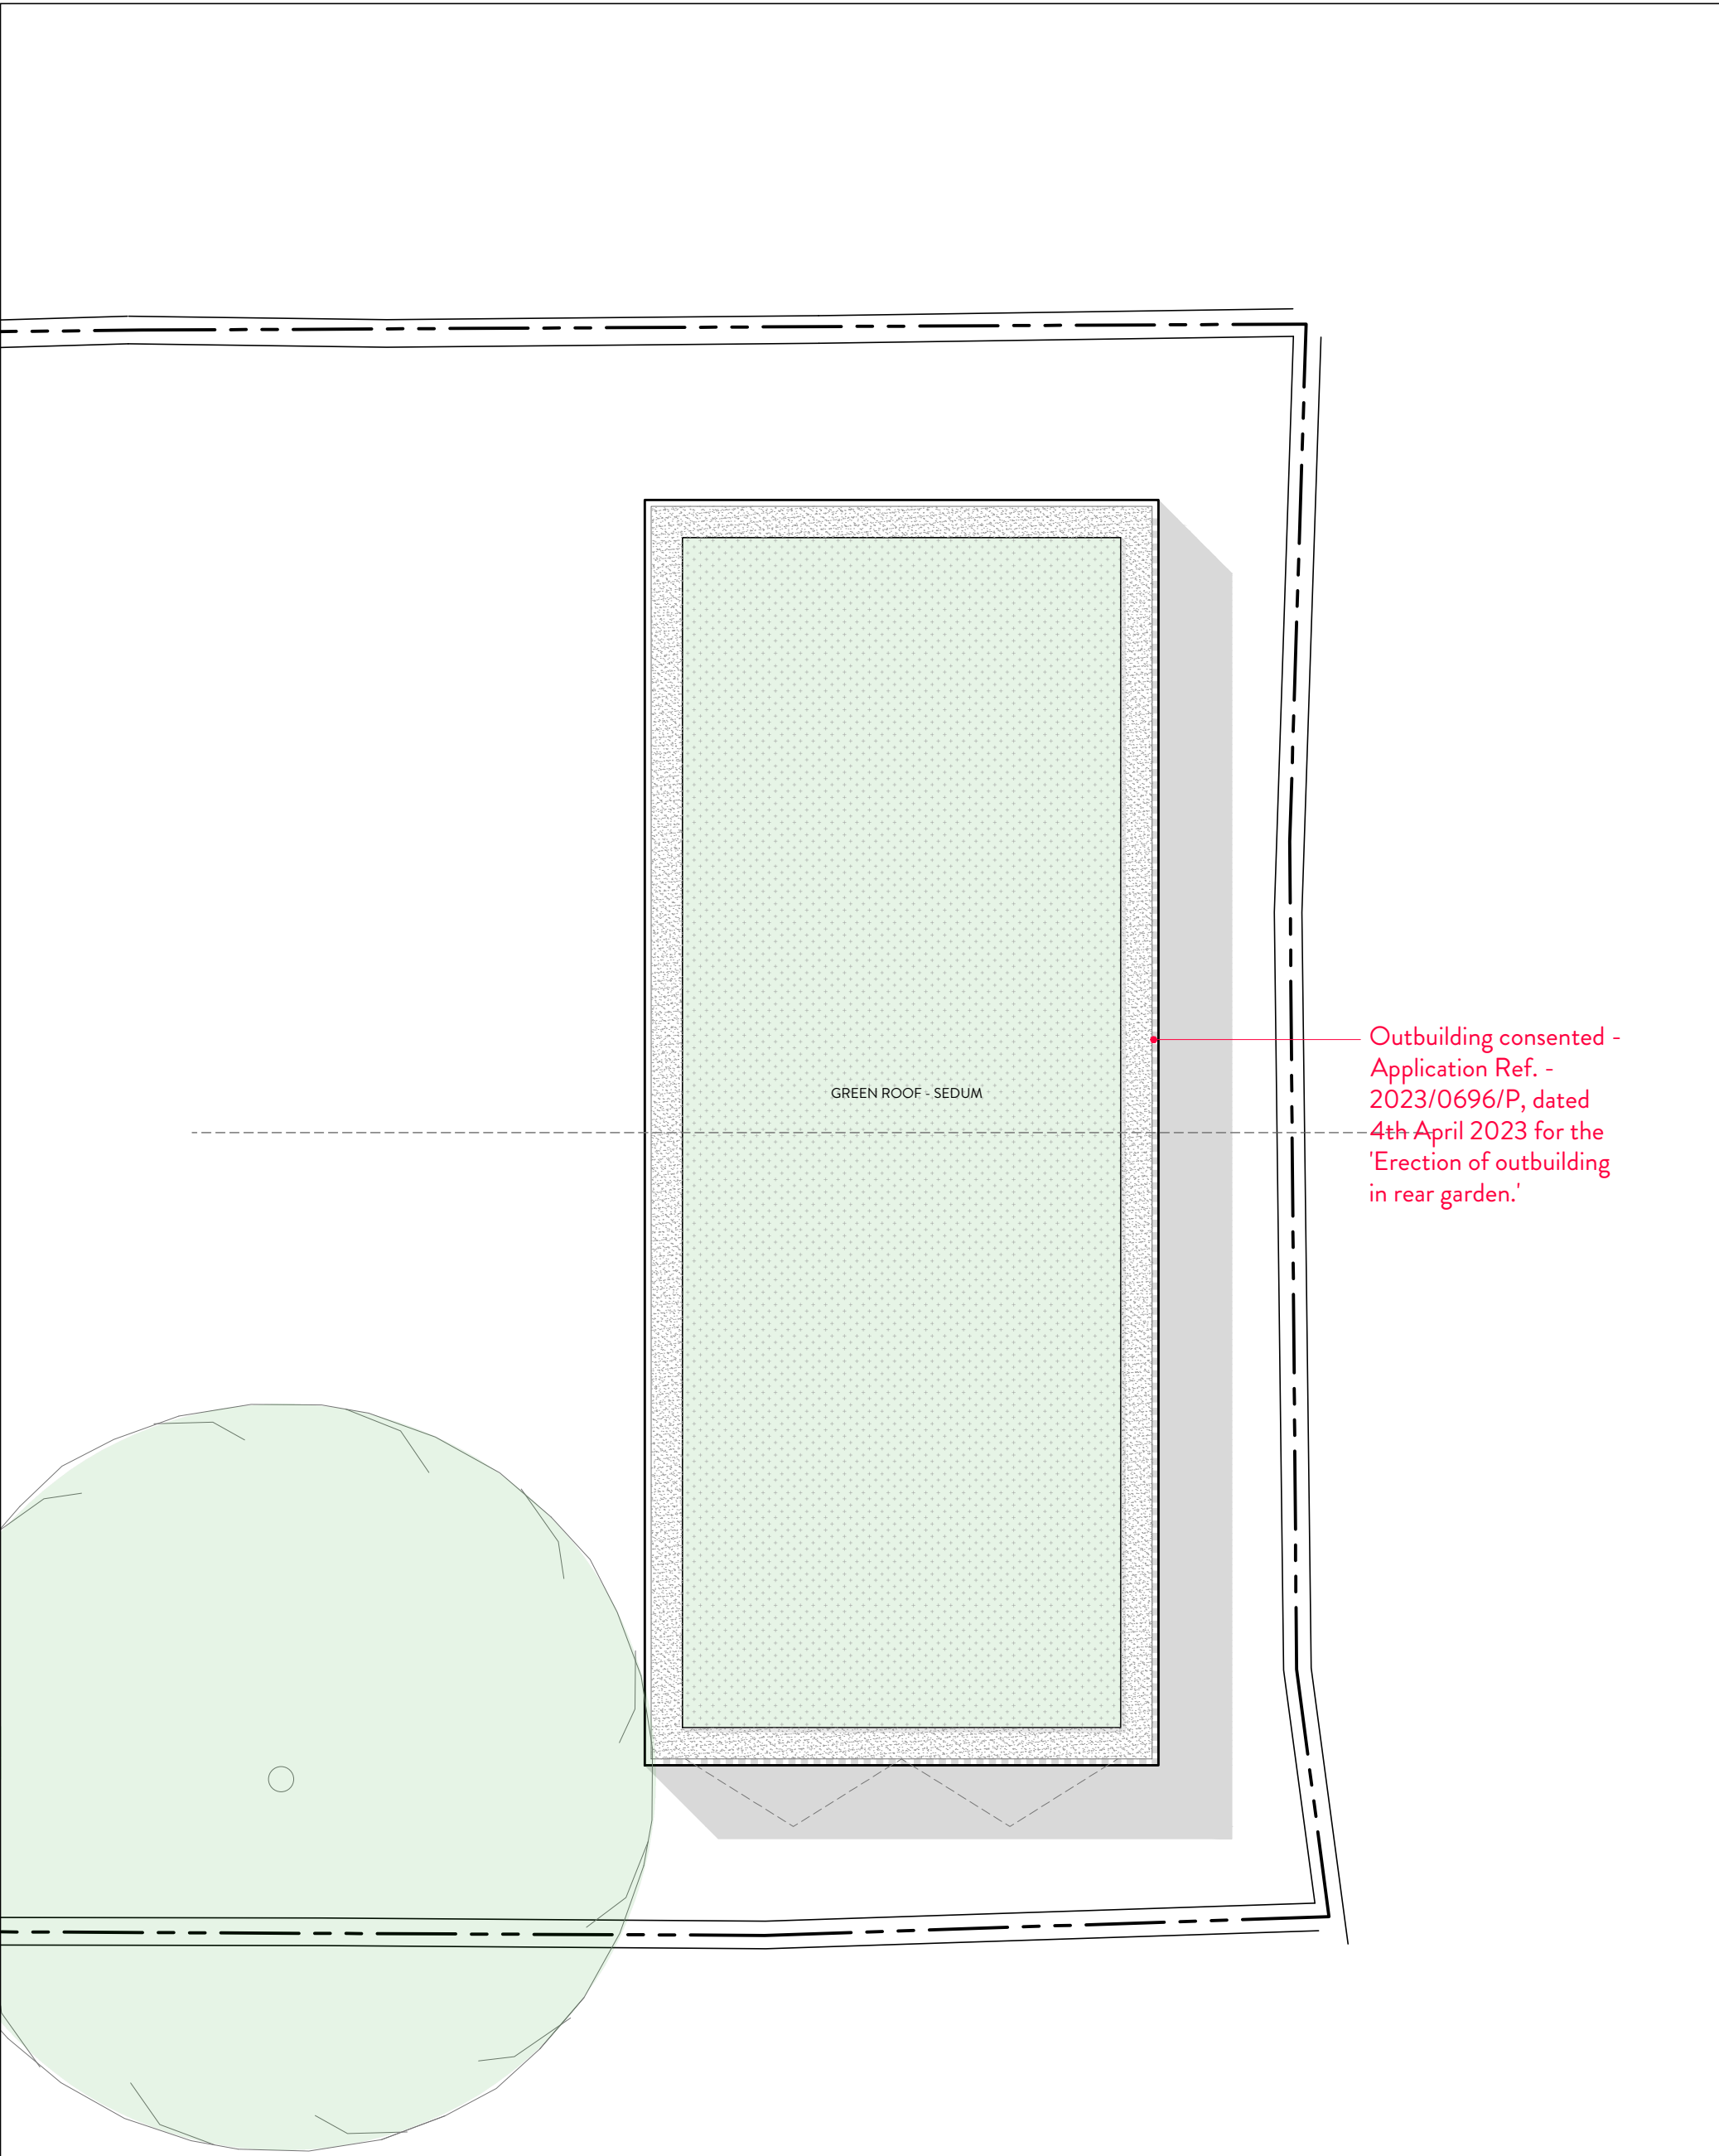 Outbuilding consented -
Application Ref. -
2023/0696/P, dated
4th April 2023 for the
'Erection of outbuilding
in rear garden.'
GREEN ROOF - SEDUM